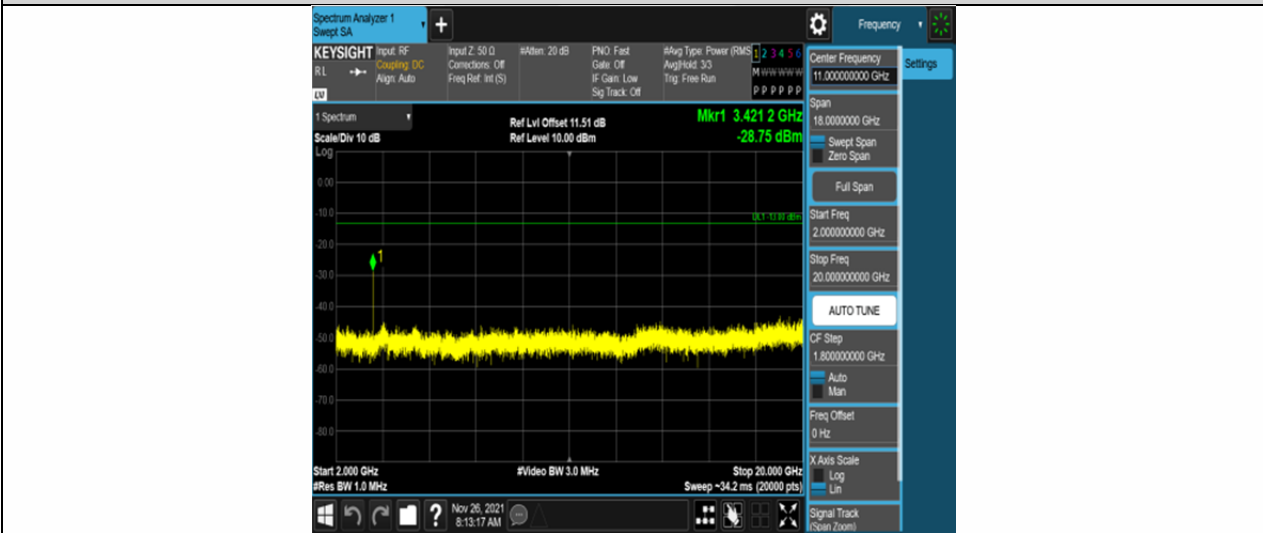 Spectrum Analyzer 1
Swept SA
+
Frequency
KEYSIGHT
RL
LXI
Input: RF
Coupling: DC
Align: Auto
Input Z: 50 Ω
Corrections: Off
Freq Ref: Int (S)
#Atten: 20 dB
PNO: Fast
Gate: Off
IF Gain: Low
Sig Track: Off
#Avg Type: Power (RMS
Avg|Hold: 3/3
Trig: Free Run
1 2 3 4 5 6
M W W W W W
P P P P P P
1 Spectrum
Scale/Div 10 dB
Log
Ref Lvl Offset 11.51 dB
Ref Level 10.00 dBm
Mkr1 3.421 2 GHz
-28.75 dBm
0.00
-10.0
-20.0
-30.0
-40.0
-50.0
-60.0
-70.0
-80.0
DL1 -13.00 dBm
1
Start 2.000 GHz
#Res BW 1.0 MHz
#Video BW 3.0 MHz
Stop 20.000 GHz
Sweep ~34.2 ms (20000 pts)
?
Nov 26, 2021
8:13:17 AM
Center Frequency
11.000000000 GHz
Span
18.0000000 GHz
Swept Span
Zero Span
Full Span
Start Freq
2.000000000 GHz
Stop Freq
20.000000000 GHz
AUTO TUNE
CF Step
1.800000000 GHz
Auto
Man
Freq Offset
0 Hz
X Axis Scale
Log
Lin
Signal Track
(Span Zoom)
Settings